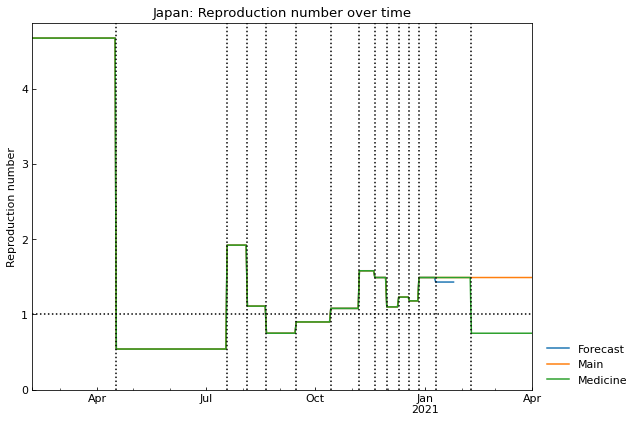 Japan: Reproduction number over time
Reproduction number
4
3
2
1
0
Apr
Jul
Oct
Jan
2021
Apr
Forecast
Main
Medicine